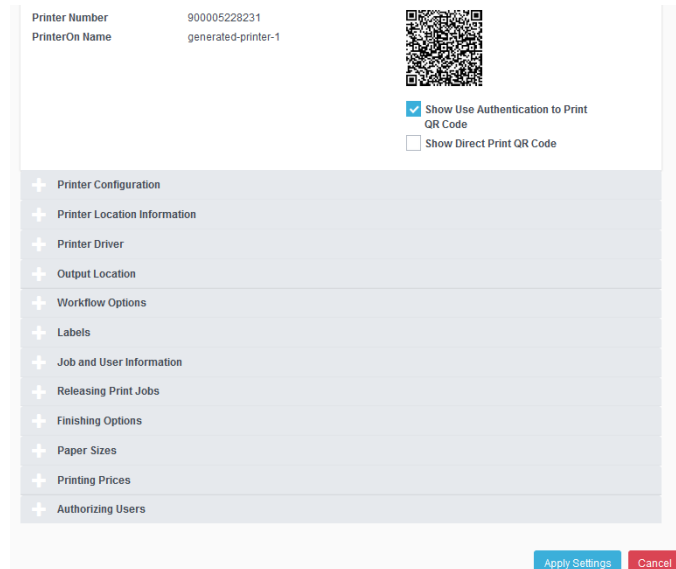 Printer Number 900005228231
PrinterOn Name generated-printer-1
Show Use Authentication to Print
QR Code
Show Direct Print QR Code
Printer Configuration
Printer Location Information
Printer Driver
Output Location
Workflow Options
Labels
Job and User Information
Releasing Print Jobs
Finishing Options
Paper Sizes
Printing Prices
Authorizing Users
Apply Settings Cancel